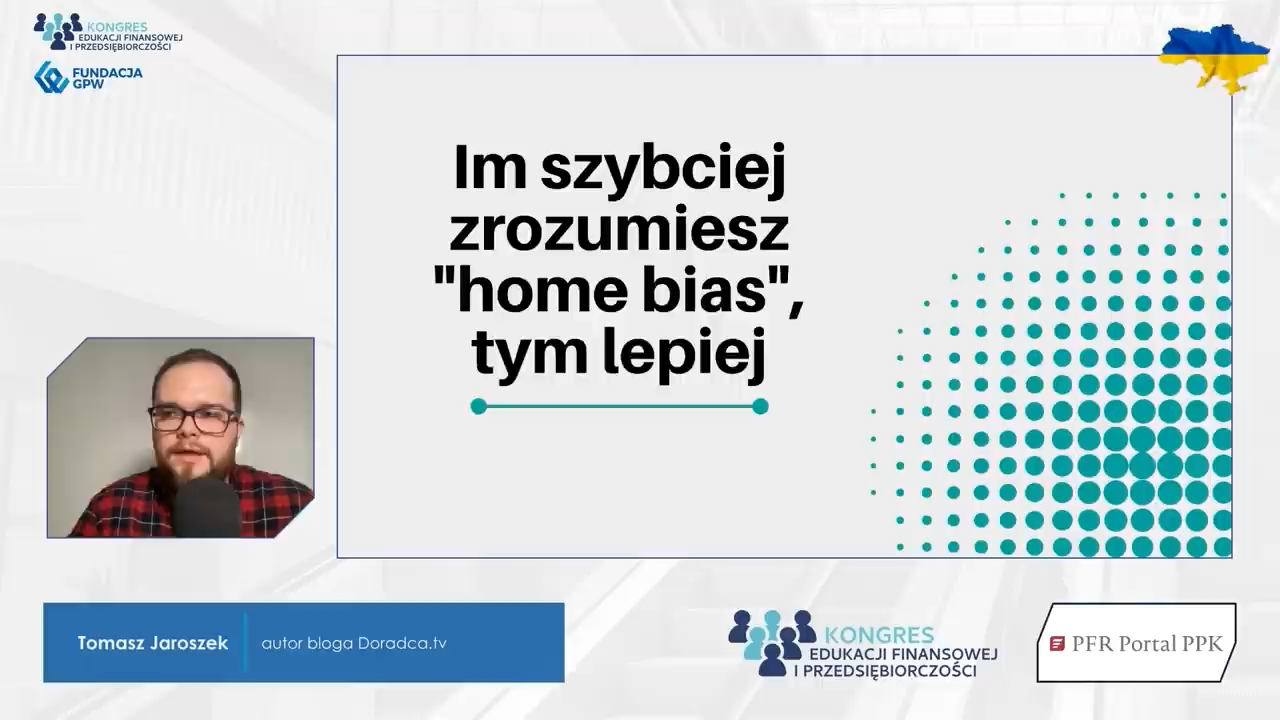 KONGRES
EDUKACJI FINANSOWEJ
I PRZEDSIĘBIORCZOŚCI
FUNDACJA
GPW
Im szybciej
zrozumiesz
"home bias",
tym lepiej
Tomasz Jaroszek
autor bloga Doradca.tv
KONGRES
EDUKACJI FINANSOWEJ
I PRZEDSIĘBIORCZOŚCI
PFR Portal PPK